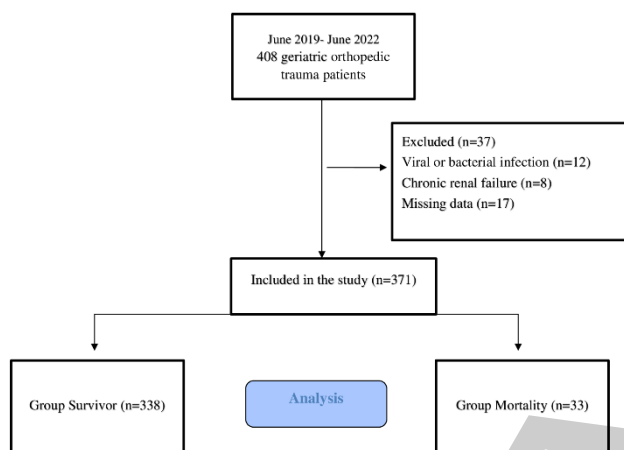 June 2019- June 2022
408 geriatric orthopedic
trauma patients
Excluded (n=37)
Viral or bacterial infection (n=12)
Chronic renal failure (n=8)
Missing data (n=17)
Included in the study (n=371)
Group Survivor (n=338)
Analysis
Group Mortality (n=33)